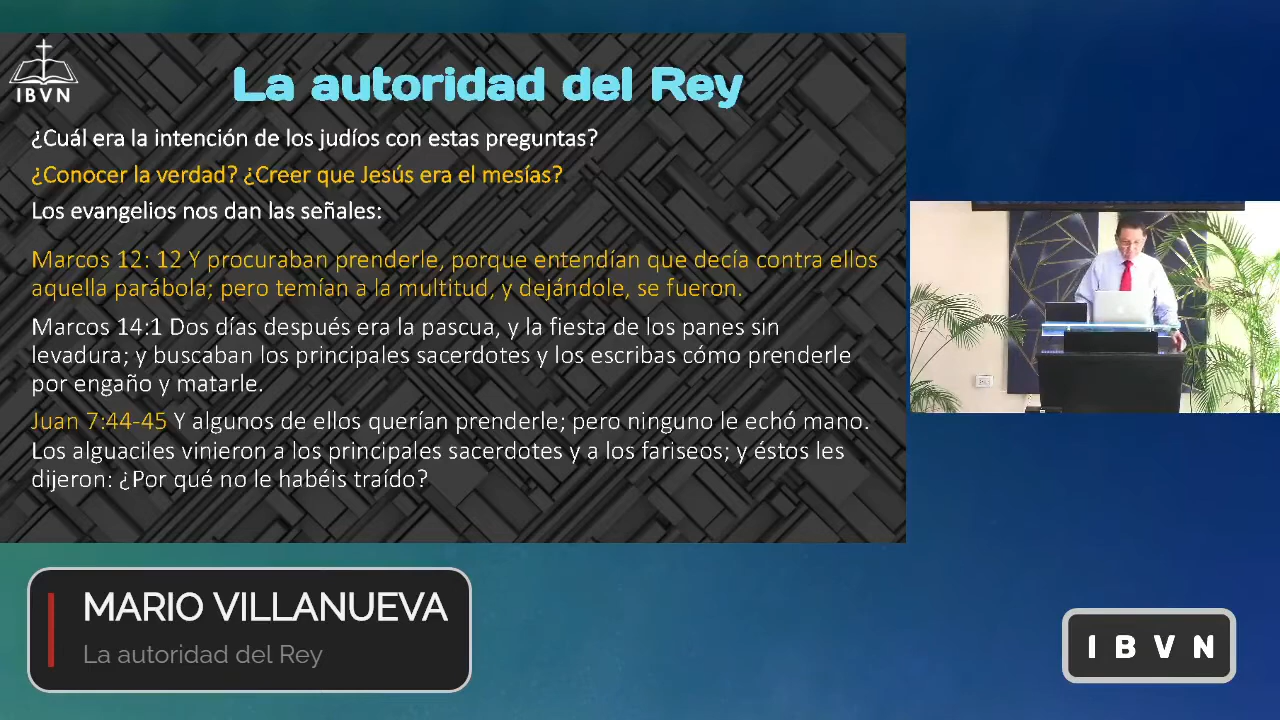 IBVN
La autoridad del Rey
¿Cuál era la intención de los judíos con estas preguntas?
¿Conocer la verdad? ¿Creer que Jesús era el mesías?
Los evangelios nos dan las señales:
Marcos 12: 12 Y procuraban prenderle, porque entendían que decía contra ellos
aquella parábola; pero temían a la multitud, y dejándole, se fueron.
Marcos 14:1 Dos días después era la pascua, y la fiesta de los panes sin
levadura; y buscaban los principales sacerdotes y los escribas cómo prenderle
por engaño y matarle.
Juan 7:44-45 Y algunos de ellos querían prenderle; pero ninguno le echó mano.
Los alguaciles vinieron a los principales sacerdotes y a los fariseos; y éstos les
dijeron: ¿Por qué no le habéis traído?
MARIO VILLANUEVA
La autoridad del Rey
IBVN